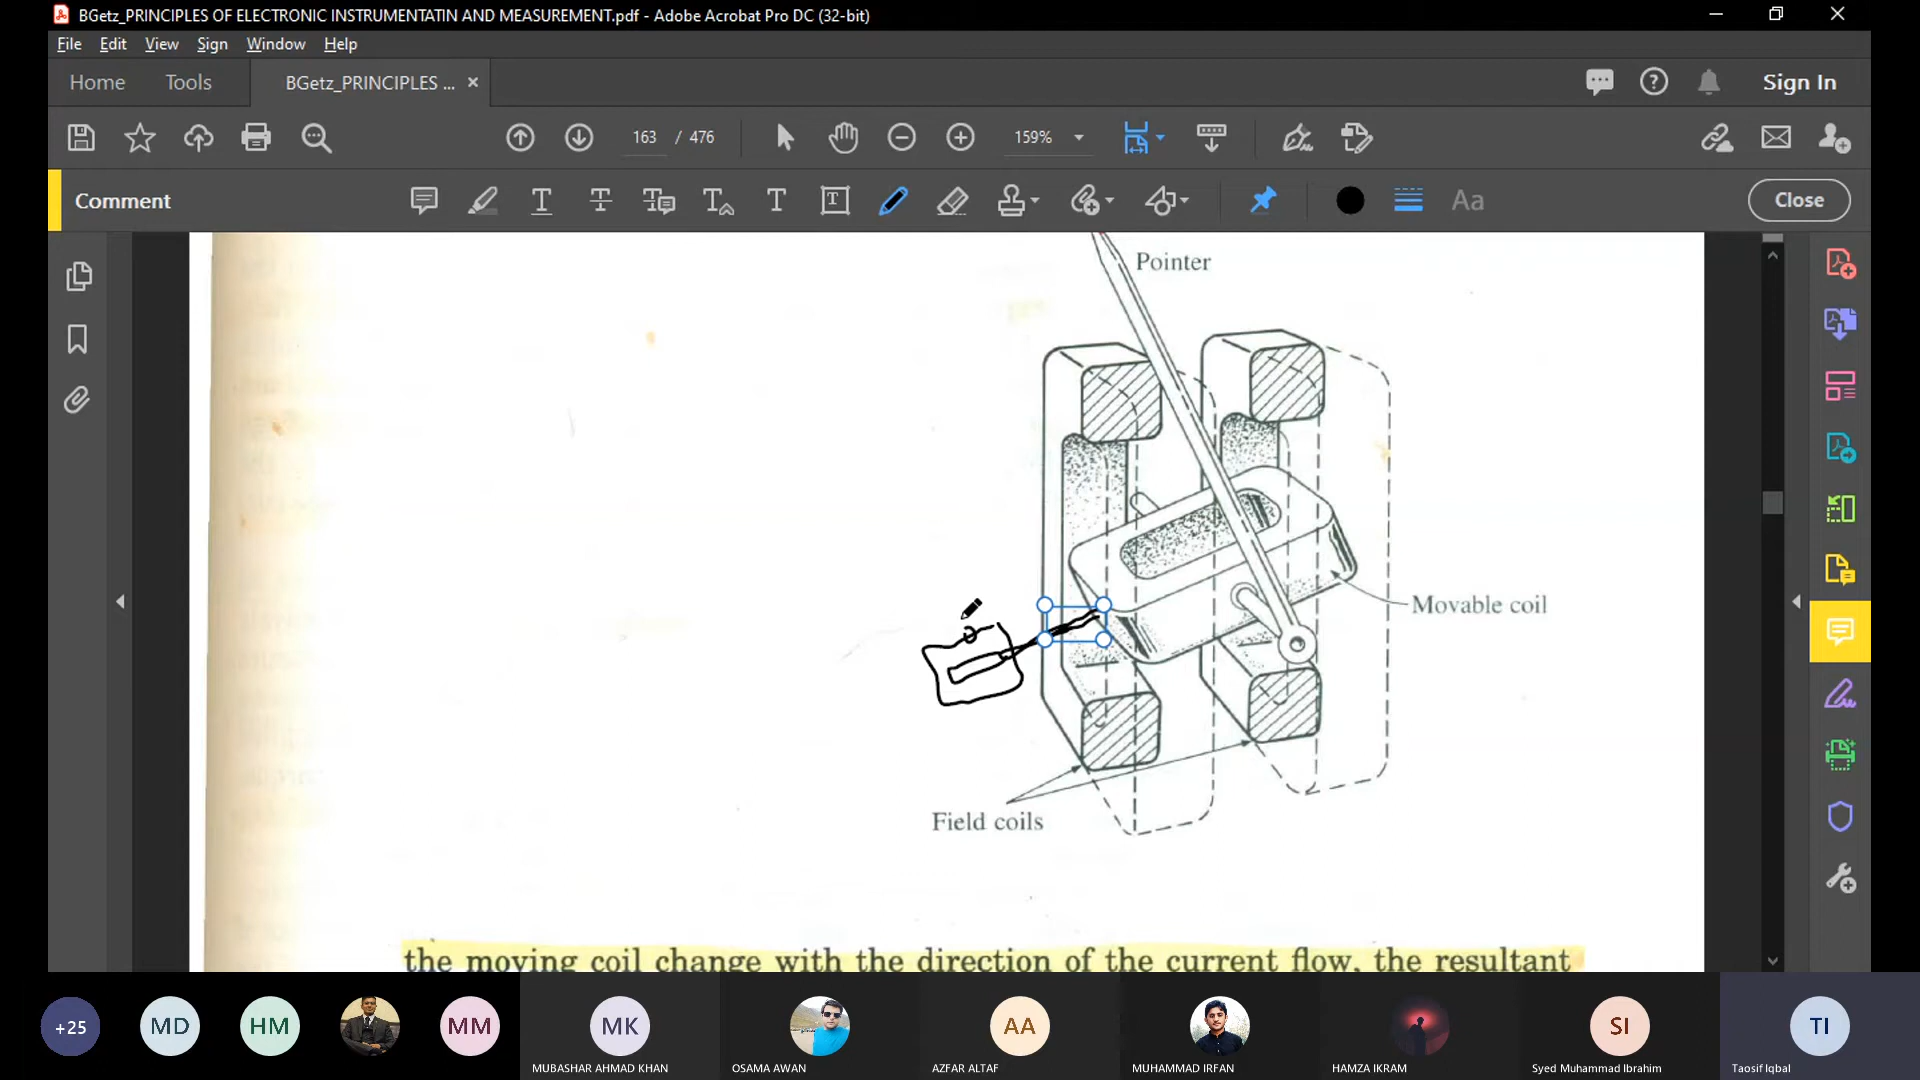 BGetz_PRINCIPLES OF ELECTRONIC INSTRUMENTATIN AND MEASUREMENT.pdf - Adobe Acrobat Pro DC (32-bit)
File Edit View Sign Window Help
Home Tools BGetz_PRINCIPLES ... × Sign In
163 / 476 159%
Comment Aa Close
Pointer
Movable coil
Field coils
the moving coil change with the direction of the current flow, the resultant
+25 MD HM MM MK AA SI TI
MUBASHAR AHMAD KHAN OSAMA AWAN AZFAR ALTAF MUHAMMAD IRFAN HAMZA IKRAM Syed Muhammad Ibrahim Taosif Iqbal